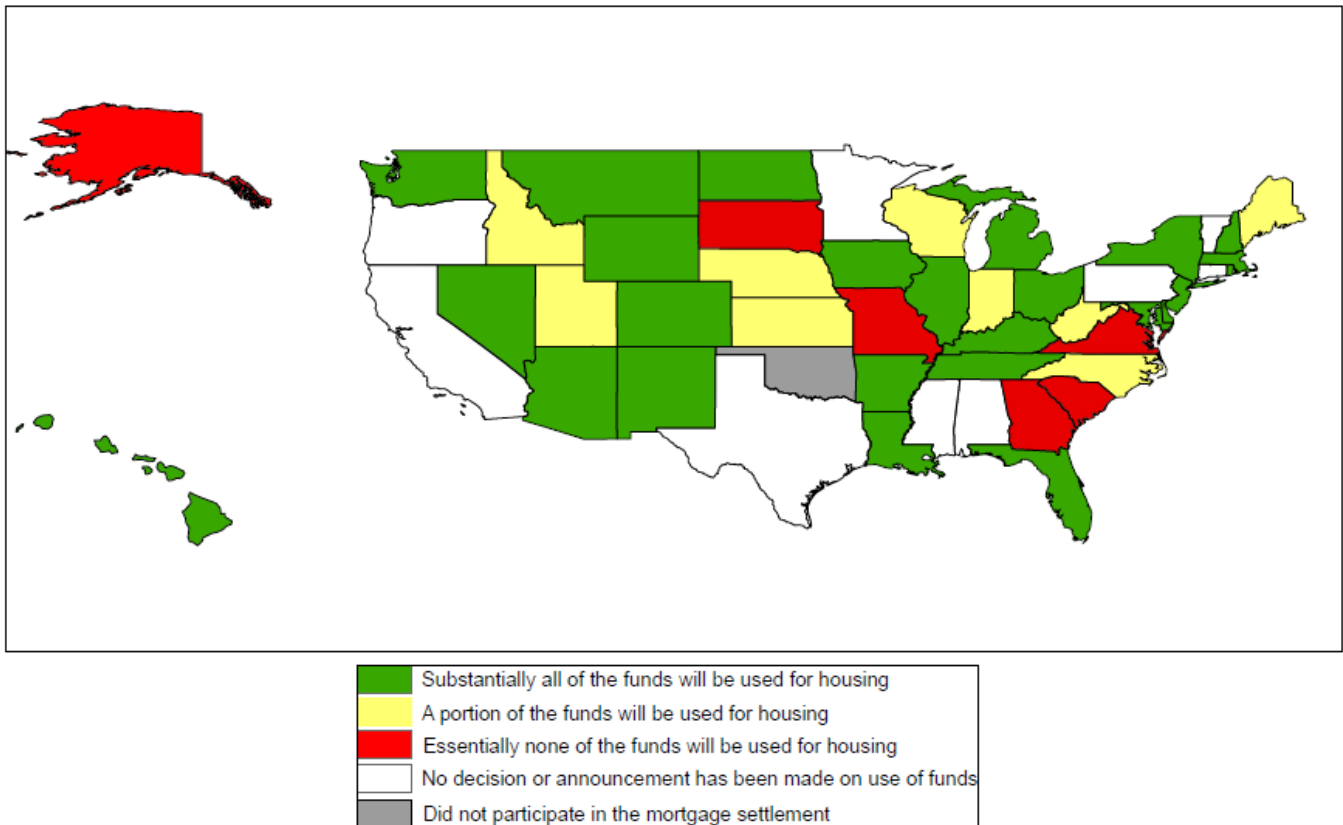 Substantially all of the funds will be used for housing
A portion of the funds will be used for housing
Essentially none of the funds will be used for housing
No decision or announcement has been made on use of funds
Did not participate in the mortgage settlement